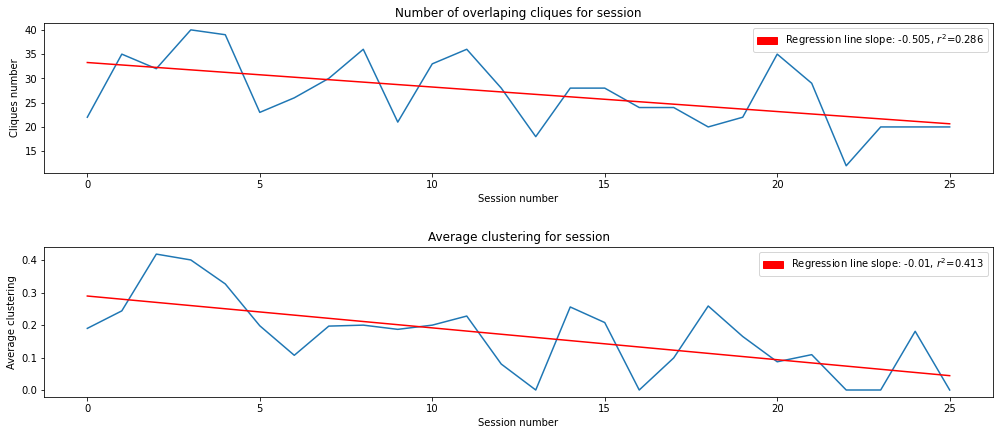 Number of overlaping cliques for session
Regression line slope: -0.505, r²=0.286
Cliques number
40
35
30
25
20
15
0 5 10 15 20 25
Session number
Average clustering for session
Regression line slope: -0.01, r²=0.413
Average clustering
0.4
0.3
0.2
0.1
0.0
0 5 10 15 20 25
Session number